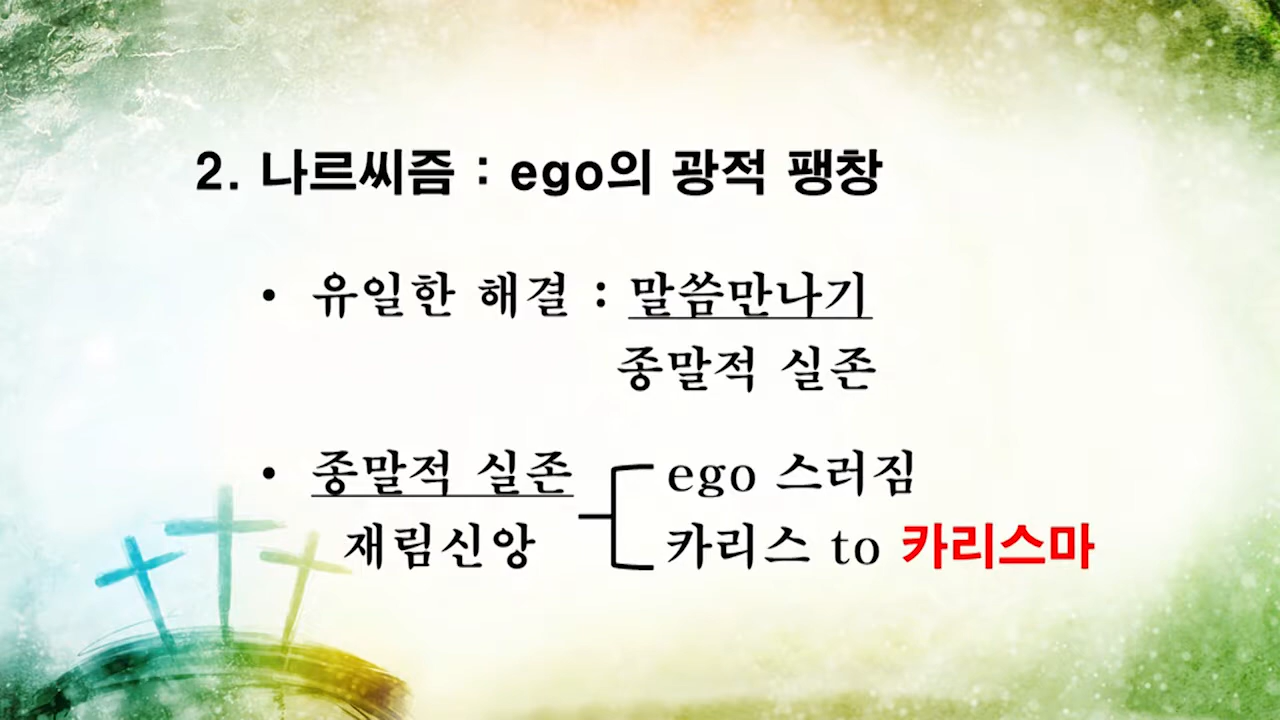 2. 나르씨즘 : ego의 광적 팽창
• 유일한 해결 : 말씀만나기
종말적 실존
• 종말적 실존
재림신앙
ego 스러짐
카리스 to 카리스마